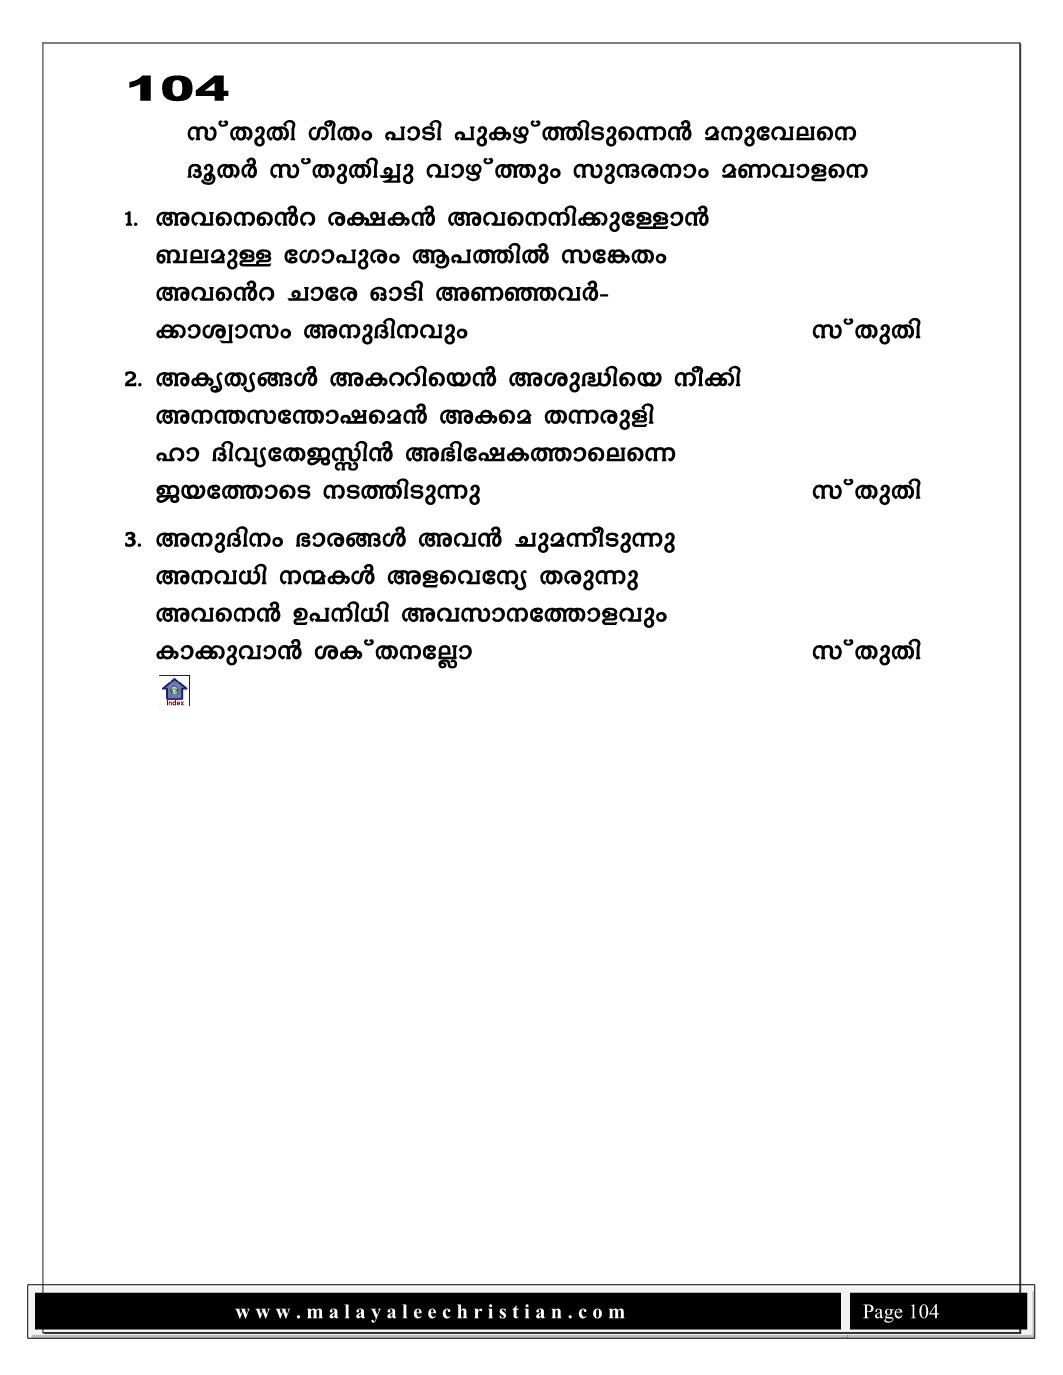 104
സ്തുതി ഗീതം പാടി പുകഴ്ത്തിടുന്നെൻ മനുവേലനെ
ദൂതർ സ്തുതിച്ചു വാഴ്ത്തും സുന്ദരനാം മണവാളനെ
1. അവനെൻെറ രക്ഷകൻ അവനെനിക്കുള്ളോൻ
ബലമുള്ള ഗോപുരം ആപത്തിൽ സങ്കേതം
അവൻെറ ചാരേ ഓടി അണഞ്ഞവർ-
ക്കാശ്വാസം അനുദിനവും സ്തുതി
2. അകൃത്യങ്ങൾ അകററിയെൻ അശുദ്ധിയെ നീക്കി
അനന്തസന്തോഷമെൻ അകമെ തന്നരുളി
ഹാ ദിവ്യതേജസ്സിൻ അഭിഷേകത്താലെന്നെ
ജയത്തോടെ നടത്തിടുന്നു സ്തുതി
3. അനുദിനം ഭാരങ്ങൾ അവൻ ചുമന്നീടുന്നു
അനവധി നന്മകൾ അളവെന്യേ തരുന്നു
അവനെൻ ഉപനിധി അവസാനത്തോളവും
കാക്കുവാൻ ശക്തനല്ലോ സ്തുതി
Index
www.malayaleechristian.com Page 104